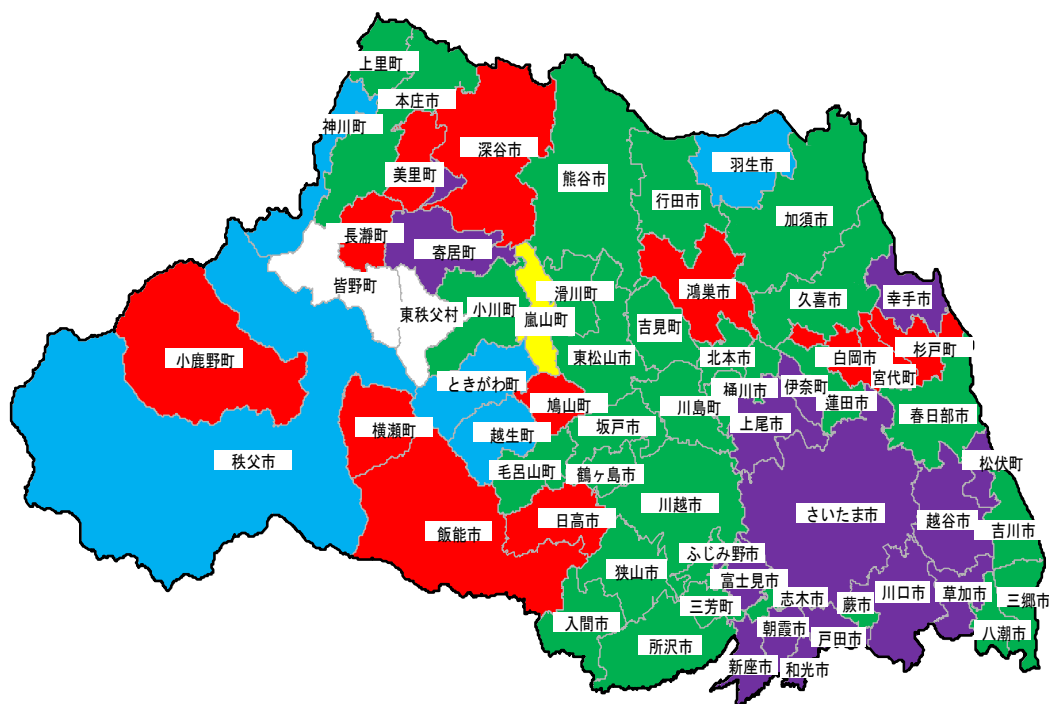 上里町
本庄市
神川町
深谷市
羽生市
美里町
熊谷市
行田市
加須市
長瀞町
寄居町
皆野町
滑川町
鴻巣市
久喜市
幸手市
東秩父村
小川町
嵐山町
吉見町
小鹿野町
東松山市
北本市
白岡市
杉戸町
宮代町
ときがわ町
桶川市
伊奈町
鳩山町
川島町
蓮田市
春日部市
横瀬町
越生町
坂戸市
上尾市
秩父市
毛呂山町
鶴ヶ島市
松伏町
川越市
さいたま市
越谷市
吉川市
飯能市
日高市
ふじみ野市
狭山市
富士見市
志木市
川口市
草加市
三郷市
三芳町
蕨市
入間市
所沢市
朝霞市
戸田市
八潮市
新座市
和光市